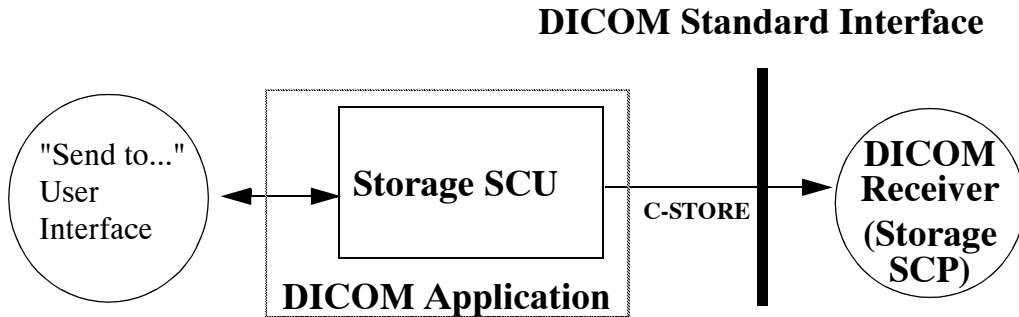 DICOM Standard Interface
"Send to..."
User
Interface
Storage SCU
C-STORE
DICOM
Receiver
(Storage
SCP)
DICOM Application